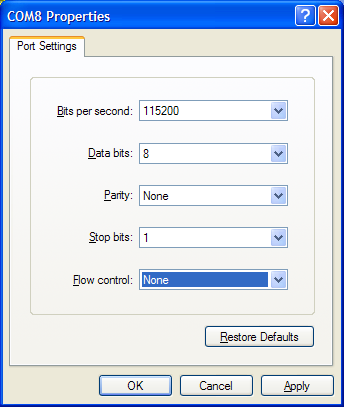 COM8 Properties
Port Settings
Bits per second: 115200
Data bits: 8
Parity: None
Stop bits: 1
Flow control: None
Restore Defaults
OK Cancel Apply